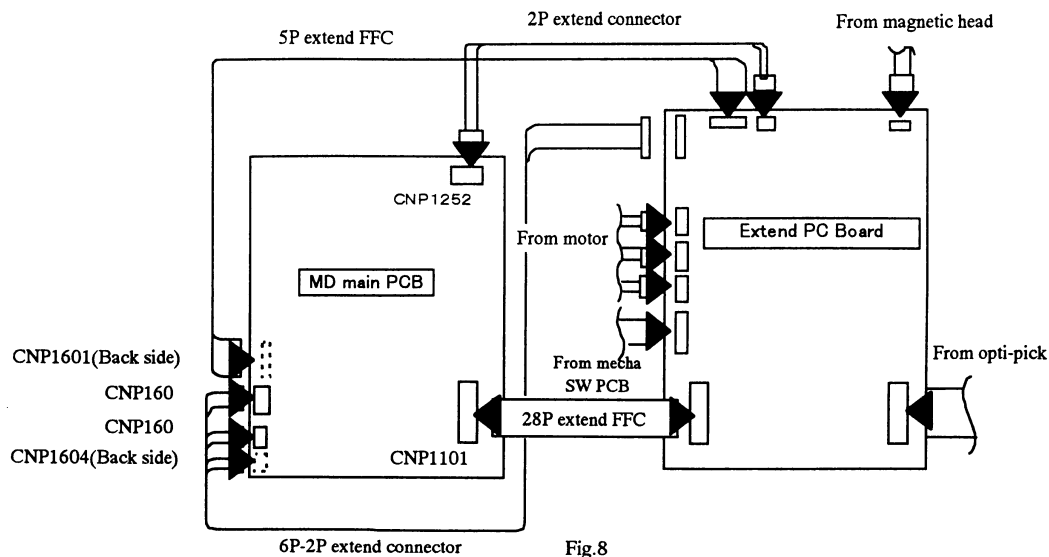 2P extend connector
From magnetic head
5P extend FFC
CNP1252
Extend PC Board
From motor
MD main PCB
CNP1601(Back side)
From mecha
SW PCB
From opti-pick
CNP160
CNP160
28P extend FFC
CNP1604(Back side)
CNP1101
6P-2P extend connector
Fig.8